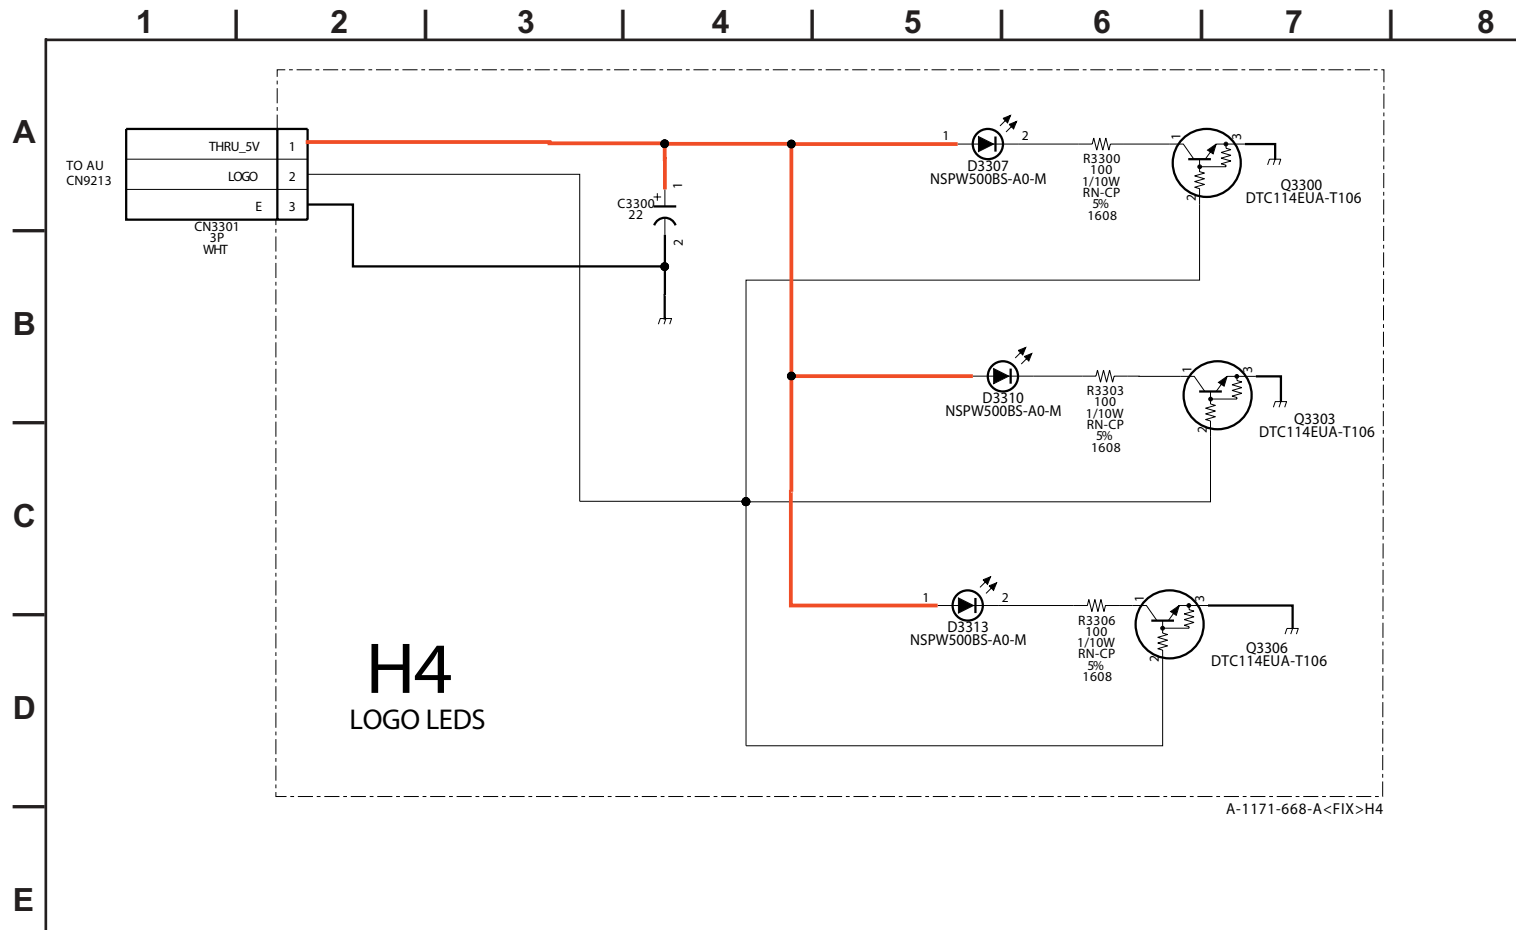 1 2 3 4 5 6 7 8
A
B
C
D
E
TO AU
CN9213
THRU_5V 1
LOGO 2
E 3
CN3301
3P
WHT
C3300
22
+
1
2
1 2
D3307
NSPW500BS-A0-M
R3300
100
1/10W
RN-CP
5%
1608
1
2
3
Q3300
DTC114EUA-T106
D3310
NSPW500BS-A0-M
R3303
100
1/10W
RN-CP
5%
1608
1
2
3
Q3303
DTC114EUA-T106
1 2
D3313
NSPW500BS-A0-M
R3306
100
1/10W
RN-CP
5%
1608
1
2
3
Q3306
DTC114EUA-T106
H4
LOGO LEDS
A-1171-668-A<FIX>H4